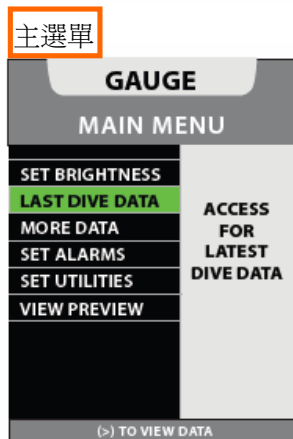 主選單
GAUGE
MAIN MENU
SET BRIGHTNESS
LAST DIVE DATA
MORE DATA
SET ALARMS
SET UTILITIES
VIEW PREVIEW
ACCESS
FOR
LATEST
DIVE DATA
(>) TO VIEW DATA